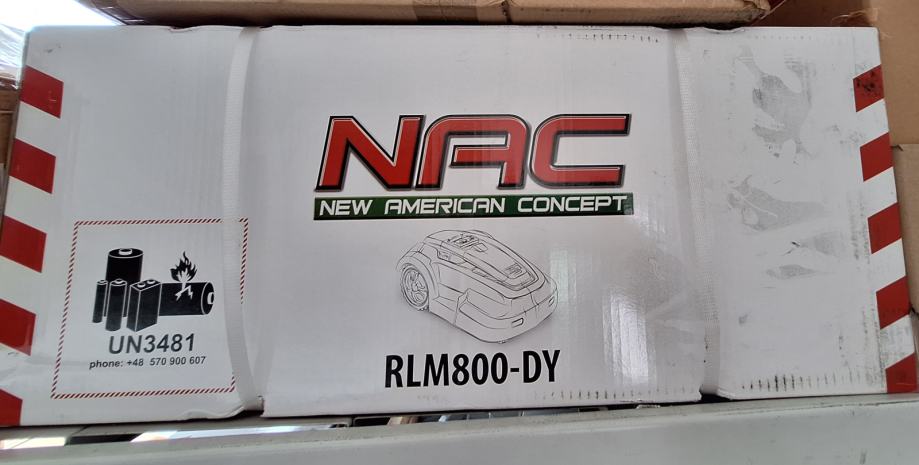 NAC
NEW AMERICAN CONCEPT
UN3481
phone: +48 570 900 607
RLM800-DY